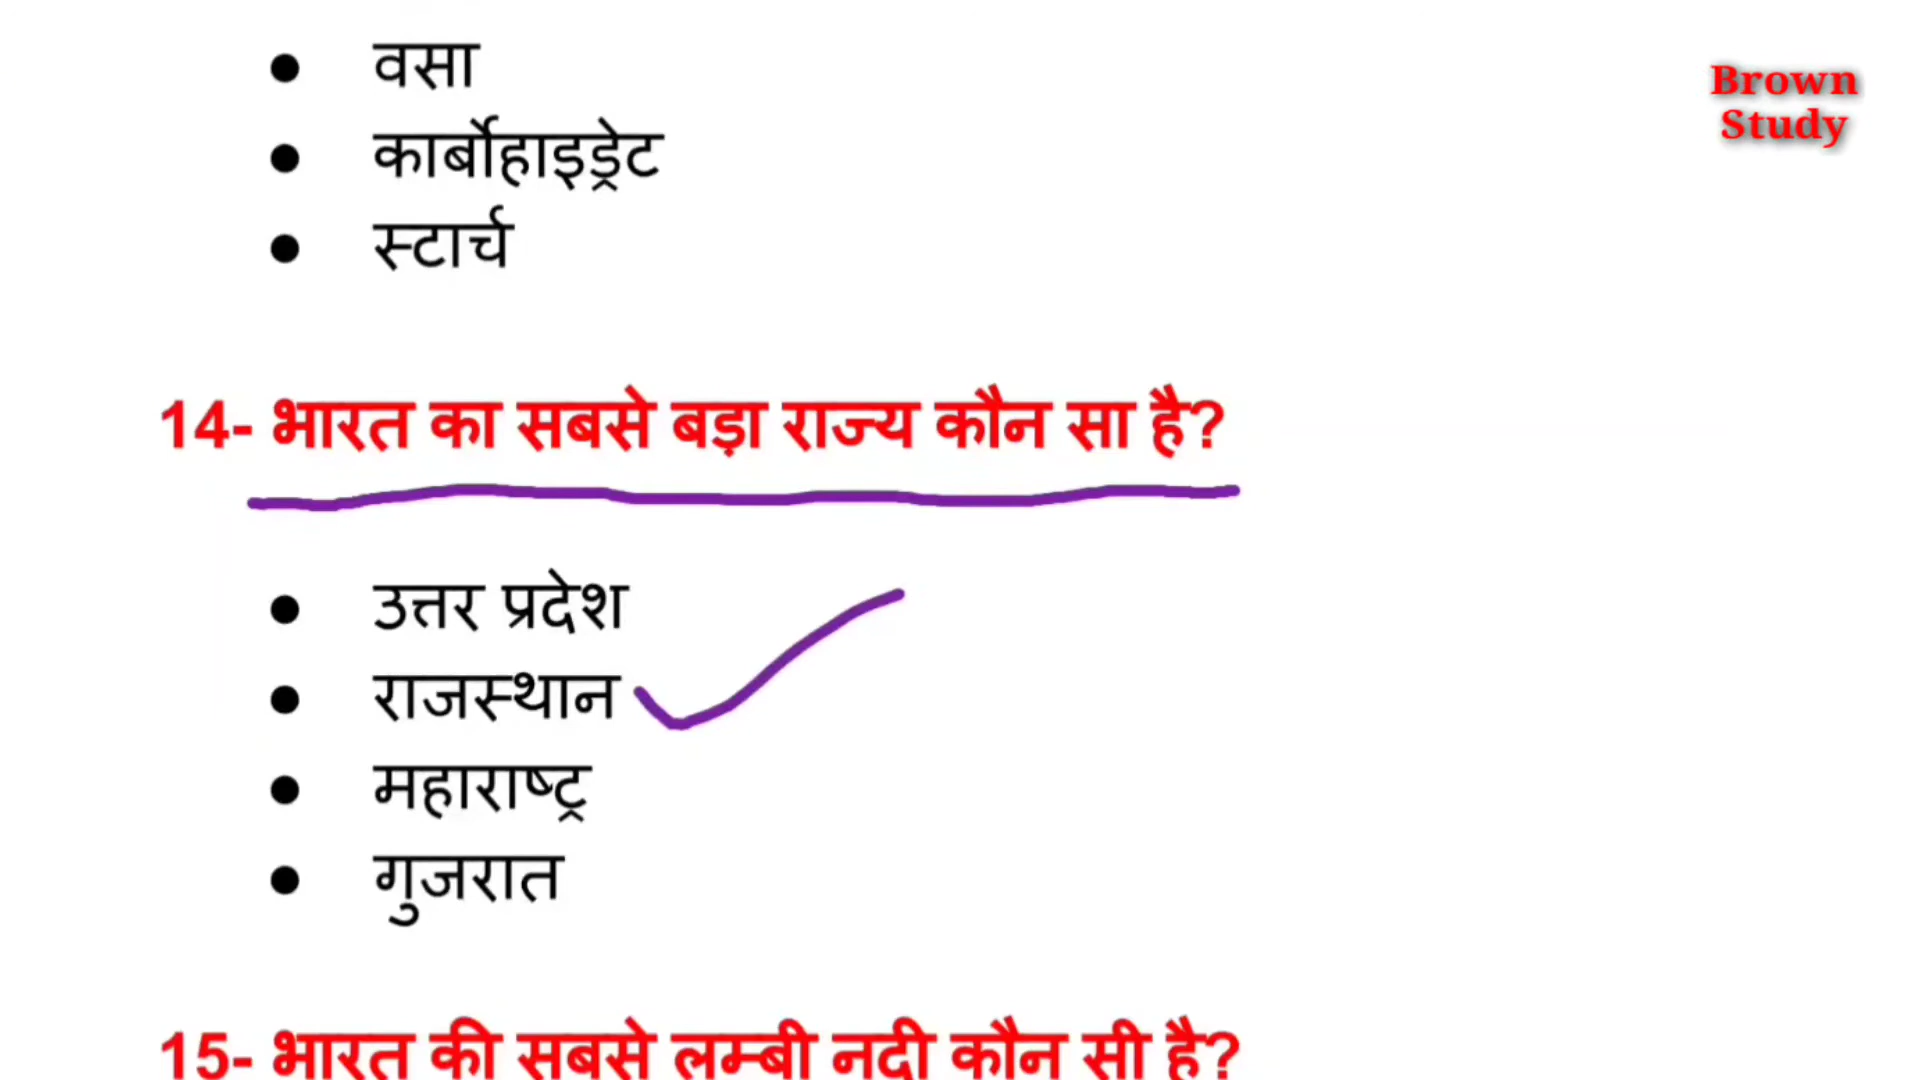 वसा
कार्बोहाइड्रेट
स्टार्च
Brown
Study
14- भारत का सबसे बड़ा राज्य कौन सा है?
उत्तर प्रदेश
राजस्थान
महाराष्ट्र
गुजरात
15- भारत की सबसे लम्बी नदी कौन सी है?